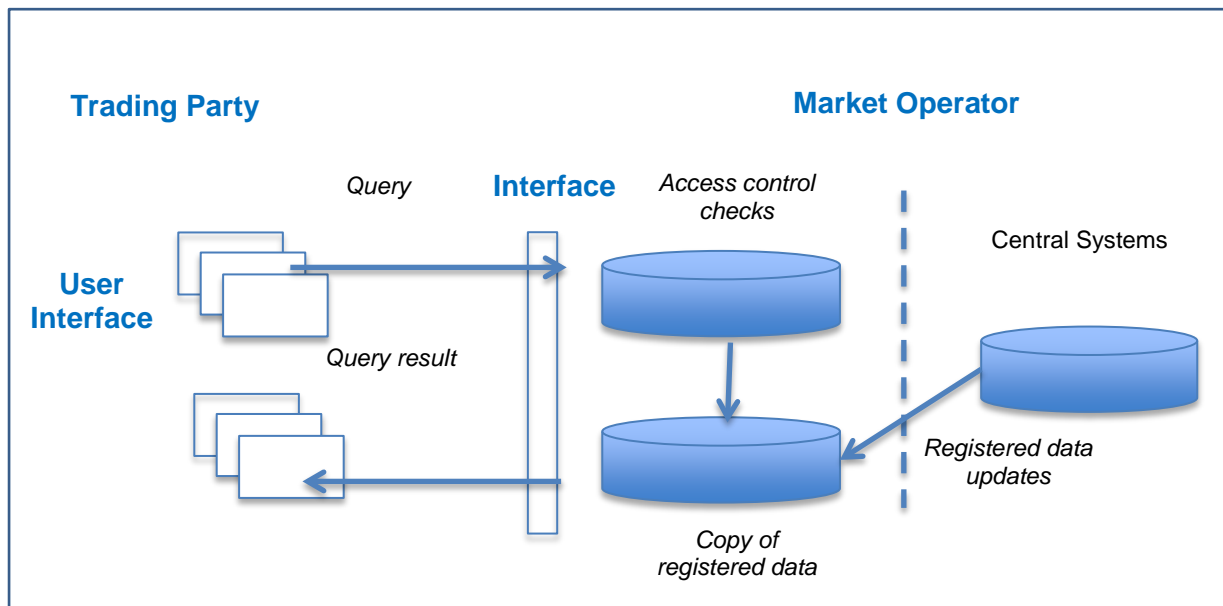 Trading Party
Market Operator
Query
Interface
Access control
checks
Central Systems
User
Interface
Query result
Registered data
updates
Copy of
registered data